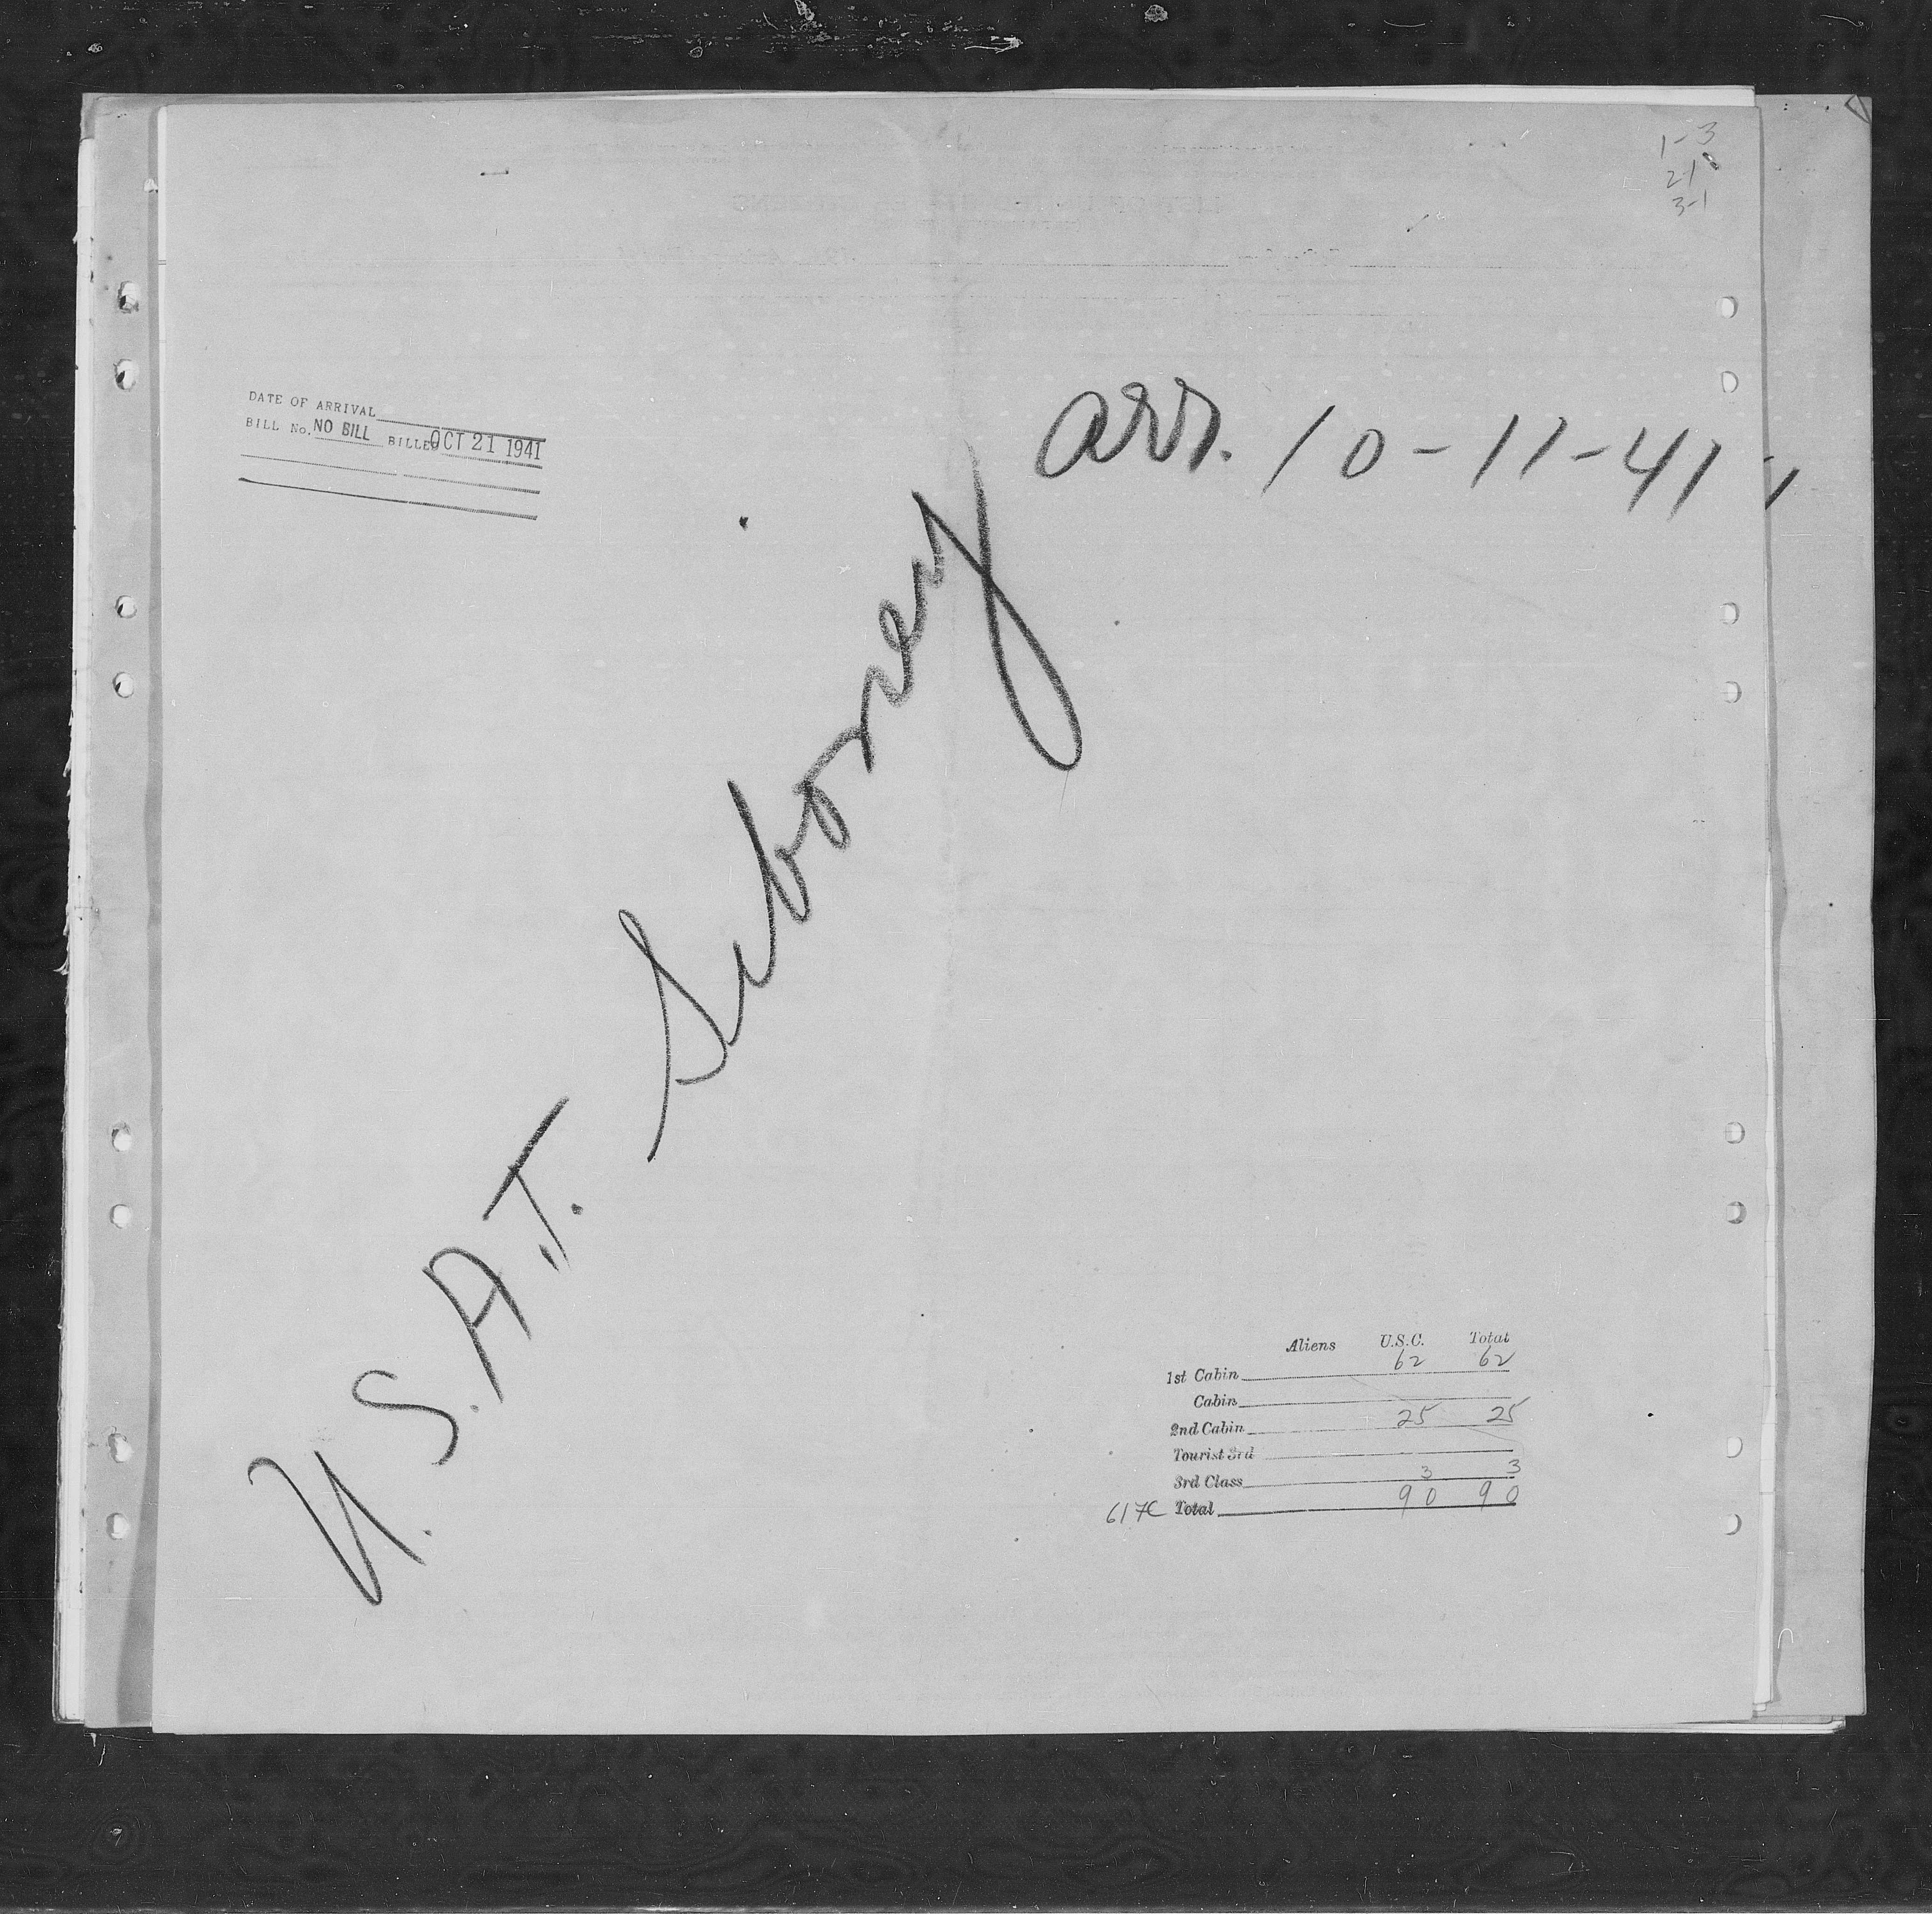 1-3
2-1
3-1
DATE OF ARRIVAL
BILL No. NO BILL BILLED OCT 21 1941
arr. 10-11-41
U.S.A.T. Siboney
Aliens U.S.C. Total
1st Cabin 62 62
Cabin
2nd Cabin 25 25
Tourist 3rd
3rd Class 3 3
617C Total 90 90